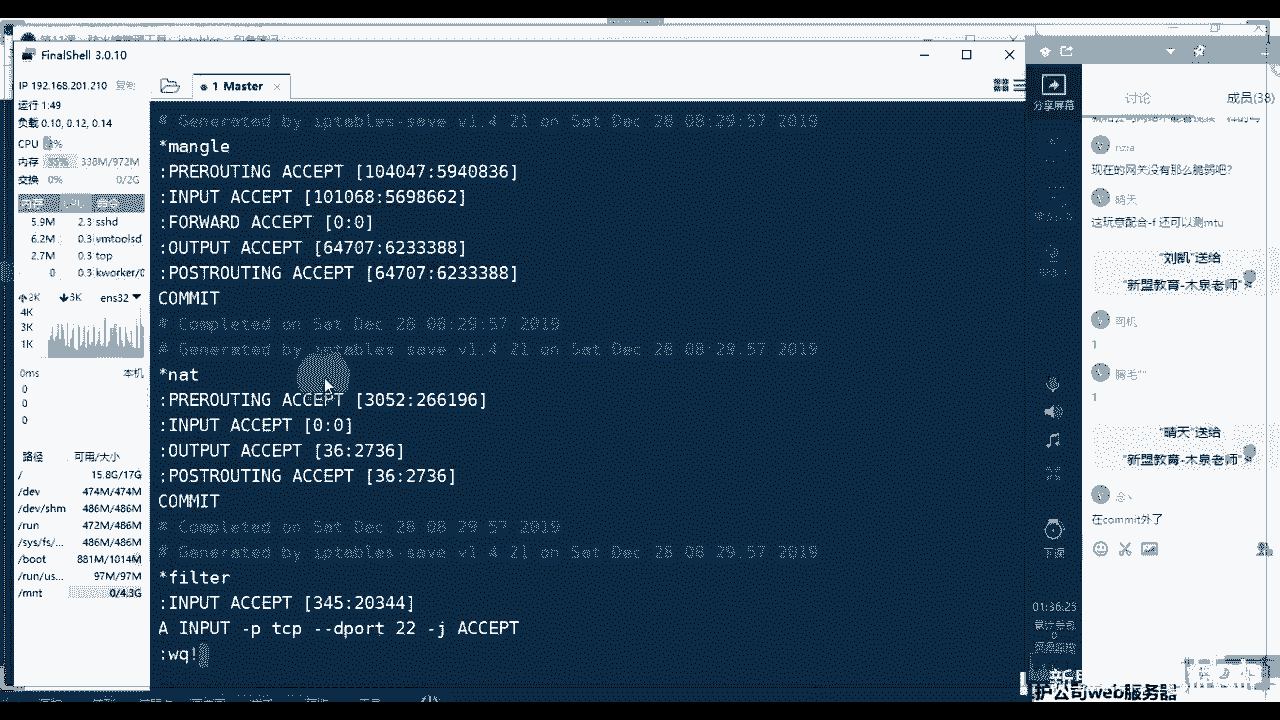 FinalShell 3.0.10
IP 192.168.201.210 复制
运行 1:49
负载 0.10, 0.12, 0.14
CPU
内存 338M/972M
交换 0% 0/2G
5.9M 2.3 sshd
6.2M 0.3 vmtoolsd
2.7M 0.3 top
0 0.3 kworker/0
2K 3K ens32
4K
3K
1K
0ms 本机
0
0
0
路径 可用/大小
/ 15.8G/17G
/dev 474M/474M
/dev/shm 486M/486M
/run 472M/486M
/sys/fs/... 486M/486M
/boot 881M/1014M
/run/us... 97M/97M
/mnt 0/4.3G
1 Master
# Generated by iptables-save v1.4.21 on Sat Dec 28 08:29:57 2019
*mangle
:PREROUTING ACCEPT [104047:5940836]
:INPUT ACCEPT [101068:5698662]
:FORWARD ACCEPT [0:0]
:OUTPUT ACCEPT [64707:6233388]
:POSTROUTING ACCEPT [64707:6233388]
COMMIT
# Completed on Sat Dec 28 08:29:57 2019
# Generated by iptables-save v1.4.21 on Sat Dec 28 08:29:57 2019
*nat
:PREROUTING ACCEPT [3052:266196]
:INPUT ACCEPT [0:0]
:OUTPUT ACCEPT [36:2736]
:POSTROUTING ACCEPT [36:2736]
COMMIT
# Completed on Sat Dec 28 08:29:57 2019
# Generated by iptables-save v1.4.21 on Sat Dec 28 08:29:57 2019
*filter
:INPUT ACCEPT [345:20344]
A INPUT -p tcp --dport 22 -j ACCEPT
:wq!
分享屏幕
下课
01:36:25
讨论
成员(38)
现在的网关没有那么脆弱吧?
晴天
这玩意配合-f 还可以测mtu
"刘凯"送给
"新盟教育-木泉老师"
司机
1
胸毛""
1
"晴天"送给
"新盟教育-木泉老师"
在commit外了
护公司web服务器